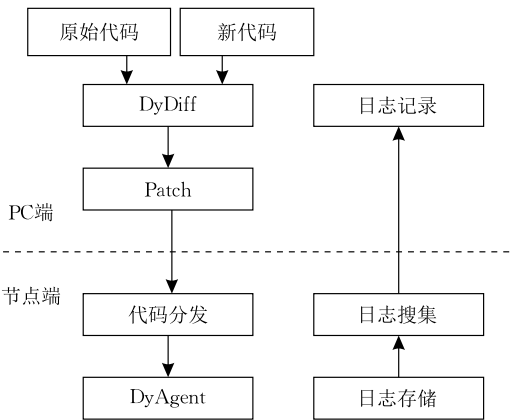 原始代码
新代码
DyDiff
日志记录
Patch
PC端
节点端
代码分发
日志搜集
DyAgent
日志存储